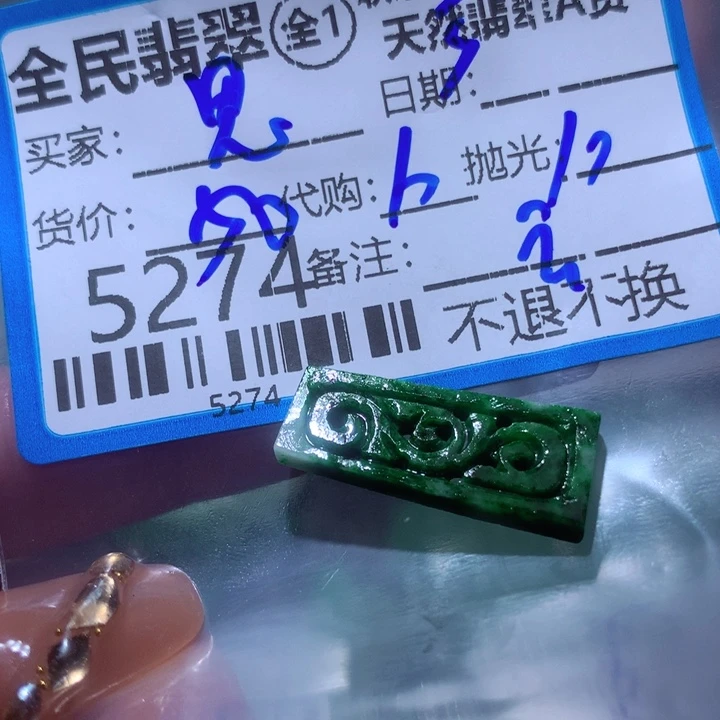 全民翡翠 全1 天然翡翠A货
日期：
买家：
货价： 代购： 抛光：
5274 备注：
不退不换
5274